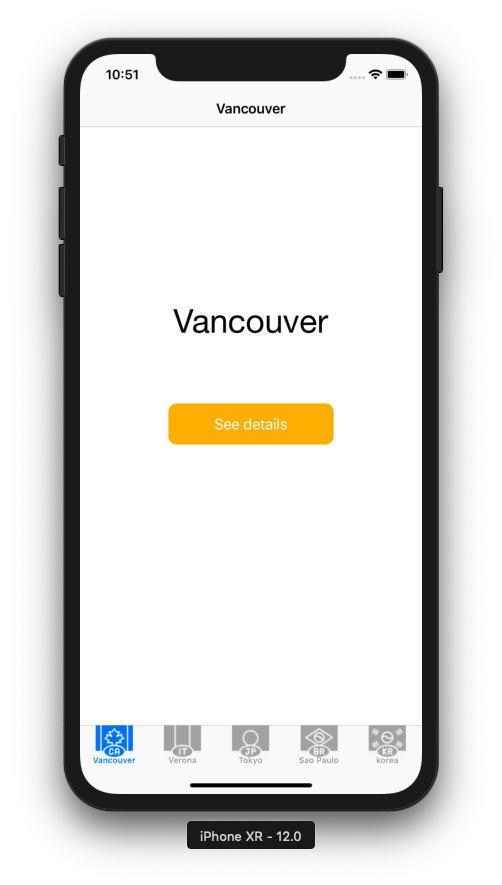 10:51
Vancouver
Vancouver
See details
CA IT JP BR KR
Vancouver Verona Tokyo Sao Paulo korea
iPhone XR - 12.0